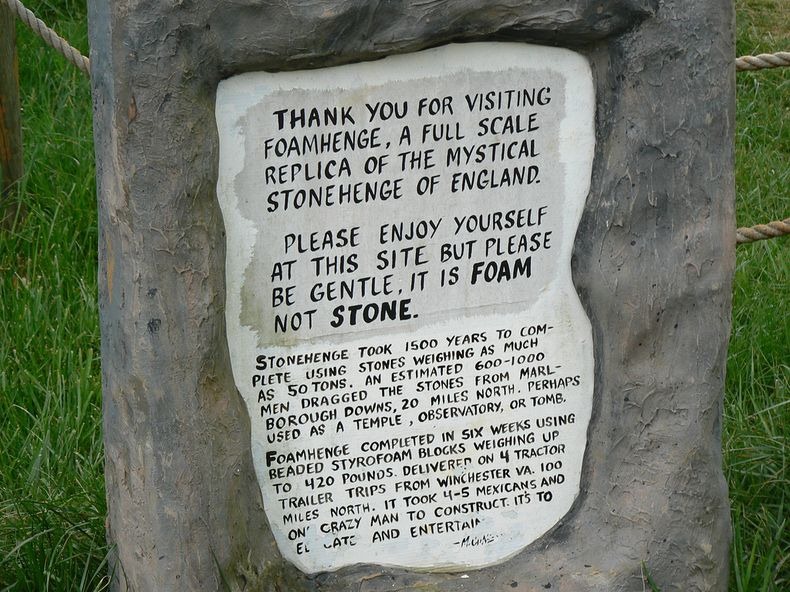 THANK YOU FOR VISITING
FOAMHENGE, A FULL SCALE
REPLICA OF THE MYSTICAL
STONEHENGE OF ENGLAND.
PLEASE ENJOY YOURSELF
AT THIS SITE BUT PLEASE
BE GENTLE, IT IS FOAM
NOT STONE.
STONEHENGE TOOK 1500 YEARS TO COM-
PLETE USING STONES WEIGHING AS MUCH
AS 50 TONS. AN ESTIMATED 600-1000
MEN DRAGGED THE STONES FROM MARL-
BOROUGH DOWNS, 20 MILES NORTH. PERHAPS
USED AS A TEMPLE, OBSERVATORY, OR TOMB.
FOAMHENGE COMPLETED IN SIX WEEKS USING
BEADED STYROFOAM BLOCKS WEIGHING UP
TO 420 POUNDS. DELIVERED ON 4 TRACTOR
TRAILER TRIPS FROM WINCHESTER VA. 100
MILES NORTH. IT TOOK 4-5 MEXICANS AND
CRAZY MAN TO CONSTRUCT. IT'S TO
AND